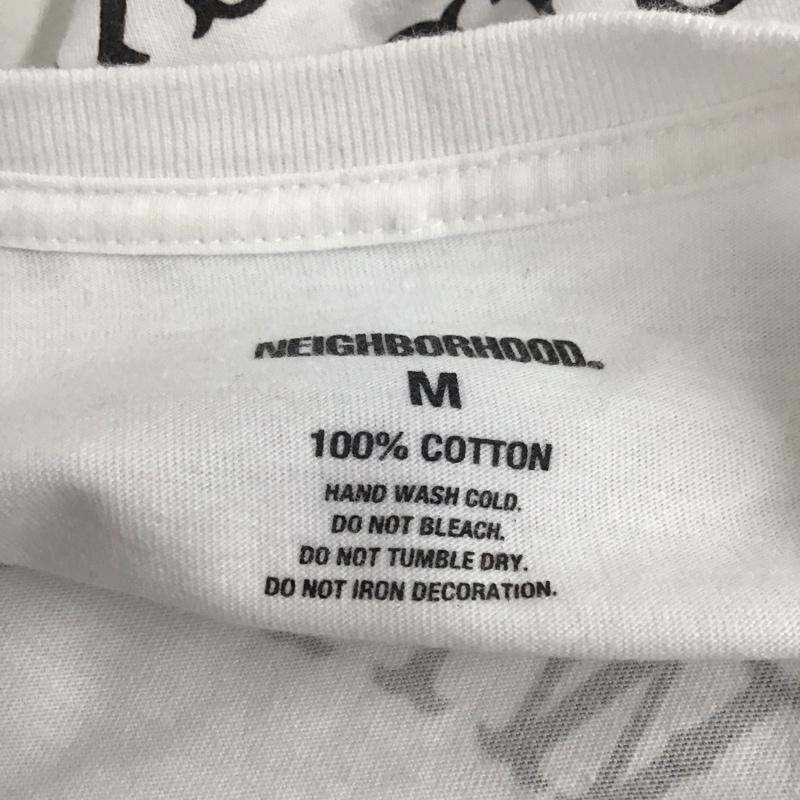 NEIGHBORHOOD
M
100% COTTON
HAND WASH COLD.
DO NOT BLEACH.
DO NOT TUMBLE DRY.
DO NOT IRON DECORATION.